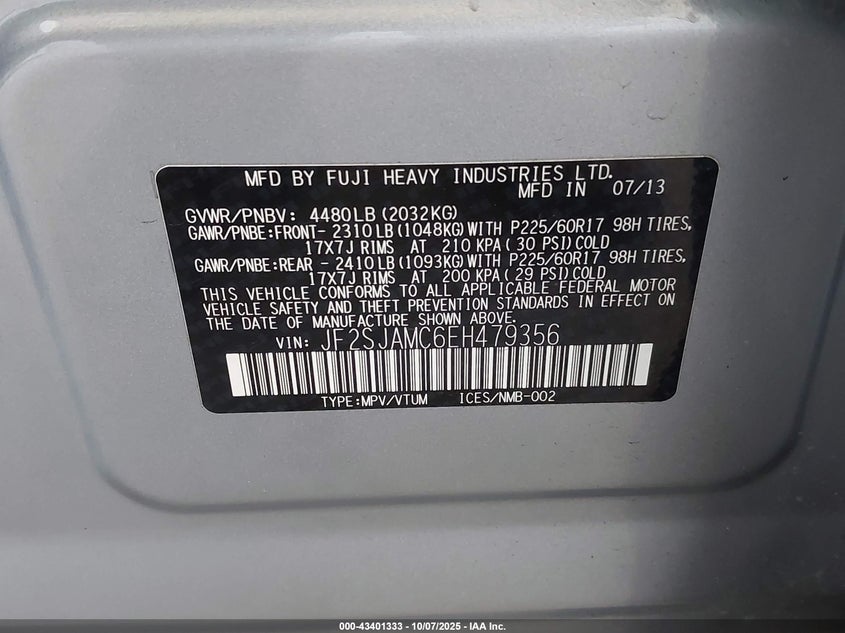 MFD BY FUJI HEAVY INDUSTRIES LTD.
MFD IN 07/13
GVWR/PNBV: 4480LB (2032KG)
GAWR/PNBE:FRONT- 2310LB (1048KG) WITH P225/60R17 98H TIRES,
17X7J RIMS AT 210 KPA ( 30 PSI) COLD
GAWR/PNBE:REAR - 2410LB (1093KG) WITH P225/60R17 98H TIRES,
17X7J RIMS AT 200 KPA ( 29 PSI) COLD
THIS VEHICLE CONFORMS TO ALL APPLICABLE FEDERAL MOTOR
VEHICLE SAFETY AND THEFT PREVENTION STANDARDS IN EFFECT ON
THE DATE OF MANUFACTURE SHOWN ABOVE.
VIN: JF2SJAMC6EH479356
TYPE:MPV/VTUM ICES/NMB-002
000-43401333 - 10/07/2025 - IAA Inc.